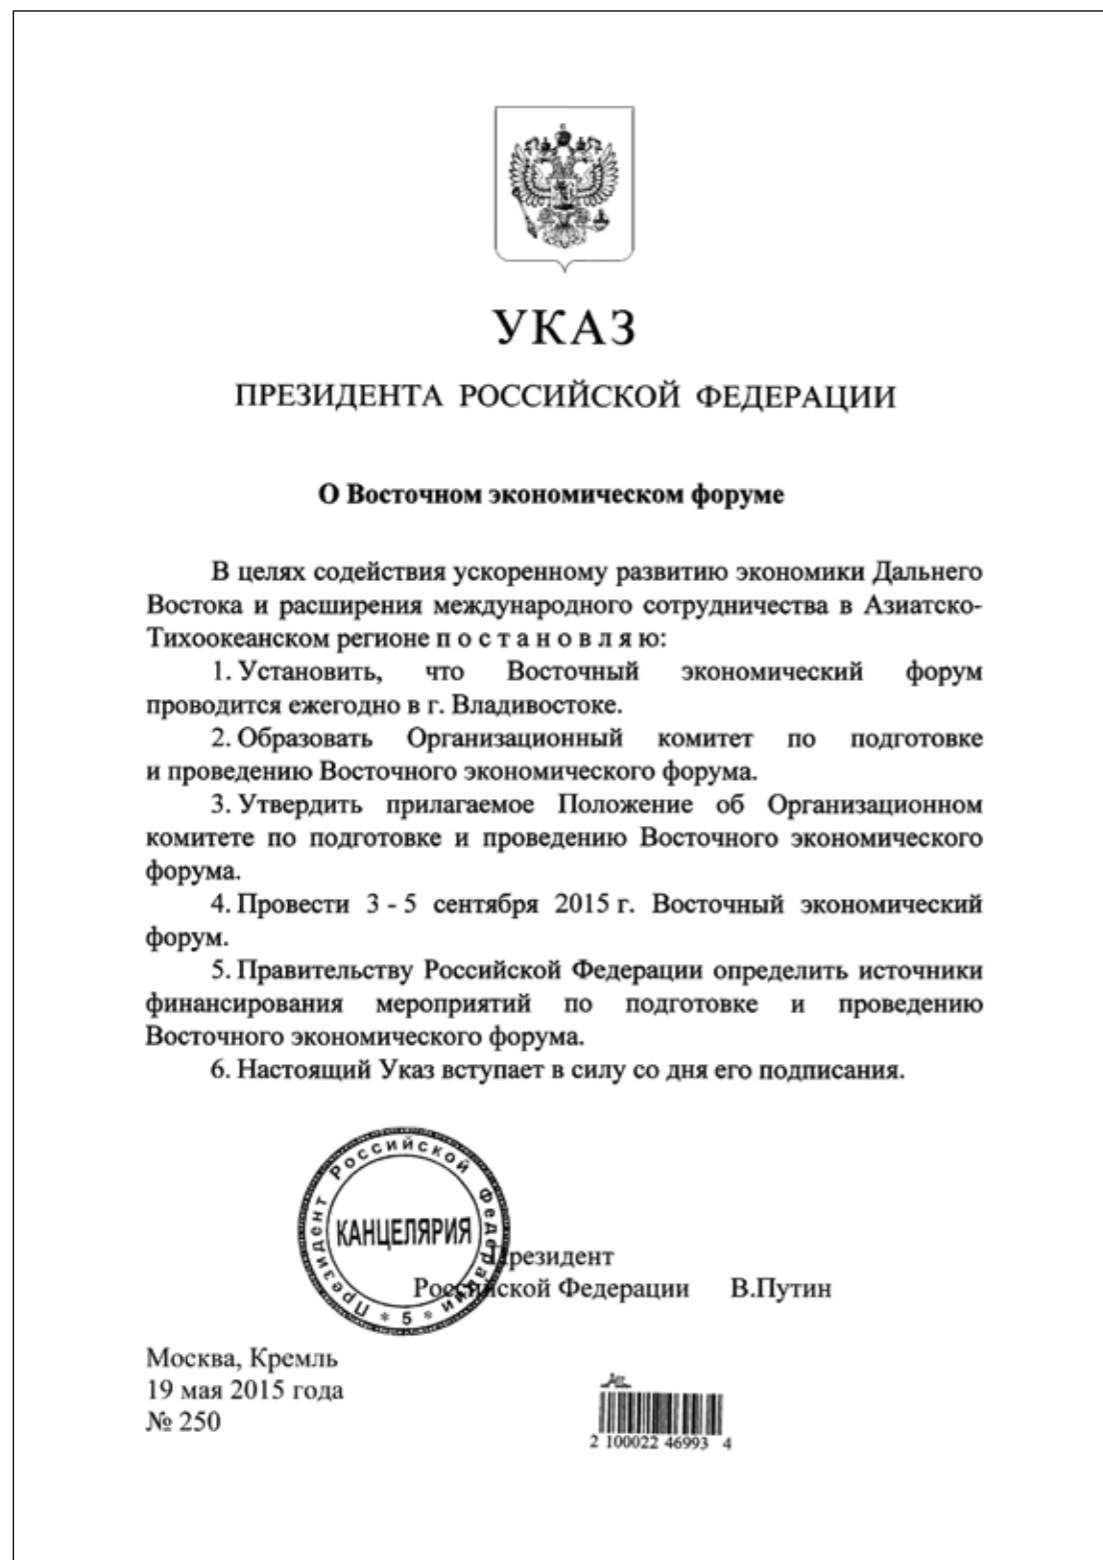 УКАЗ
ПРЕЗИДЕНТА РОССИЙСКОЙ ФЕДЕРАЦИИ
О Восточном экономическом форуме
В целях содействия ускоренному развитию экономики Дальнего
Востока и расширения международного сотрудничества в Азиатско-
Тихоокеанском регионе п о с т а н о в л я ю:
1. Установить, что Восточный экономический форум
проводится ежегодно в г. Владивостоке.
2. Образовать Организационный комитет по подготовке
и проведению Восточного экономического форума.
3. Утвердить прилагаемое Положение об Организационном
комитете по подготовке и проведению Восточного экономического
форума.
4. Провести 3 - 5 сентября 2015 г. Восточный экономический
форум.
5. Правительству Российской Федерации определить источники
финансирования мероприятий по подготовке и проведению
Восточного экономического форума.
6. Настоящий Указ вступает в силу со дня его подписания.
Президент Российской Федерации
КАНЦЕЛЯРИЯ
* 5 *
Президент
Российской Федерации В.Путин
Москва, Кремль
19 мая 2015 года
№ 250
2 100022 46993 4